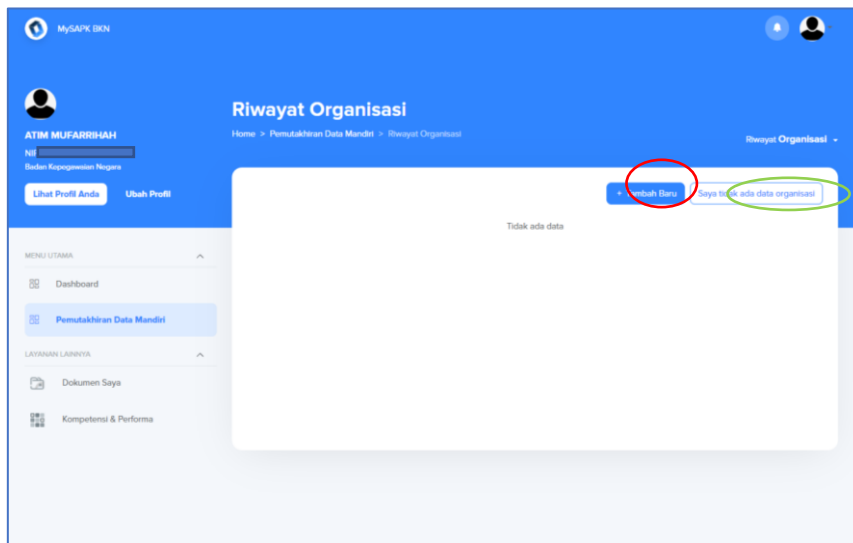 MySAPK BKN
ATIM MUFARRIHAH
NIP
Badan Kepegawaian Negara
Lihat Profil Anda
Ubah Profil
MENU UTAMA
Dashboard
Pemutakhiran Data Mandiri
LAYANAN LAINNYA
Dokumen Saya
Kompetensi & Performa
Riwayat Organisasi
Home > Pemutakhiran Data Mandiri > Riwayat Organisasi
Riwayat Organisasi
+ Tambah Baru
Saya tidak ada data organisasi
Tidak ada data